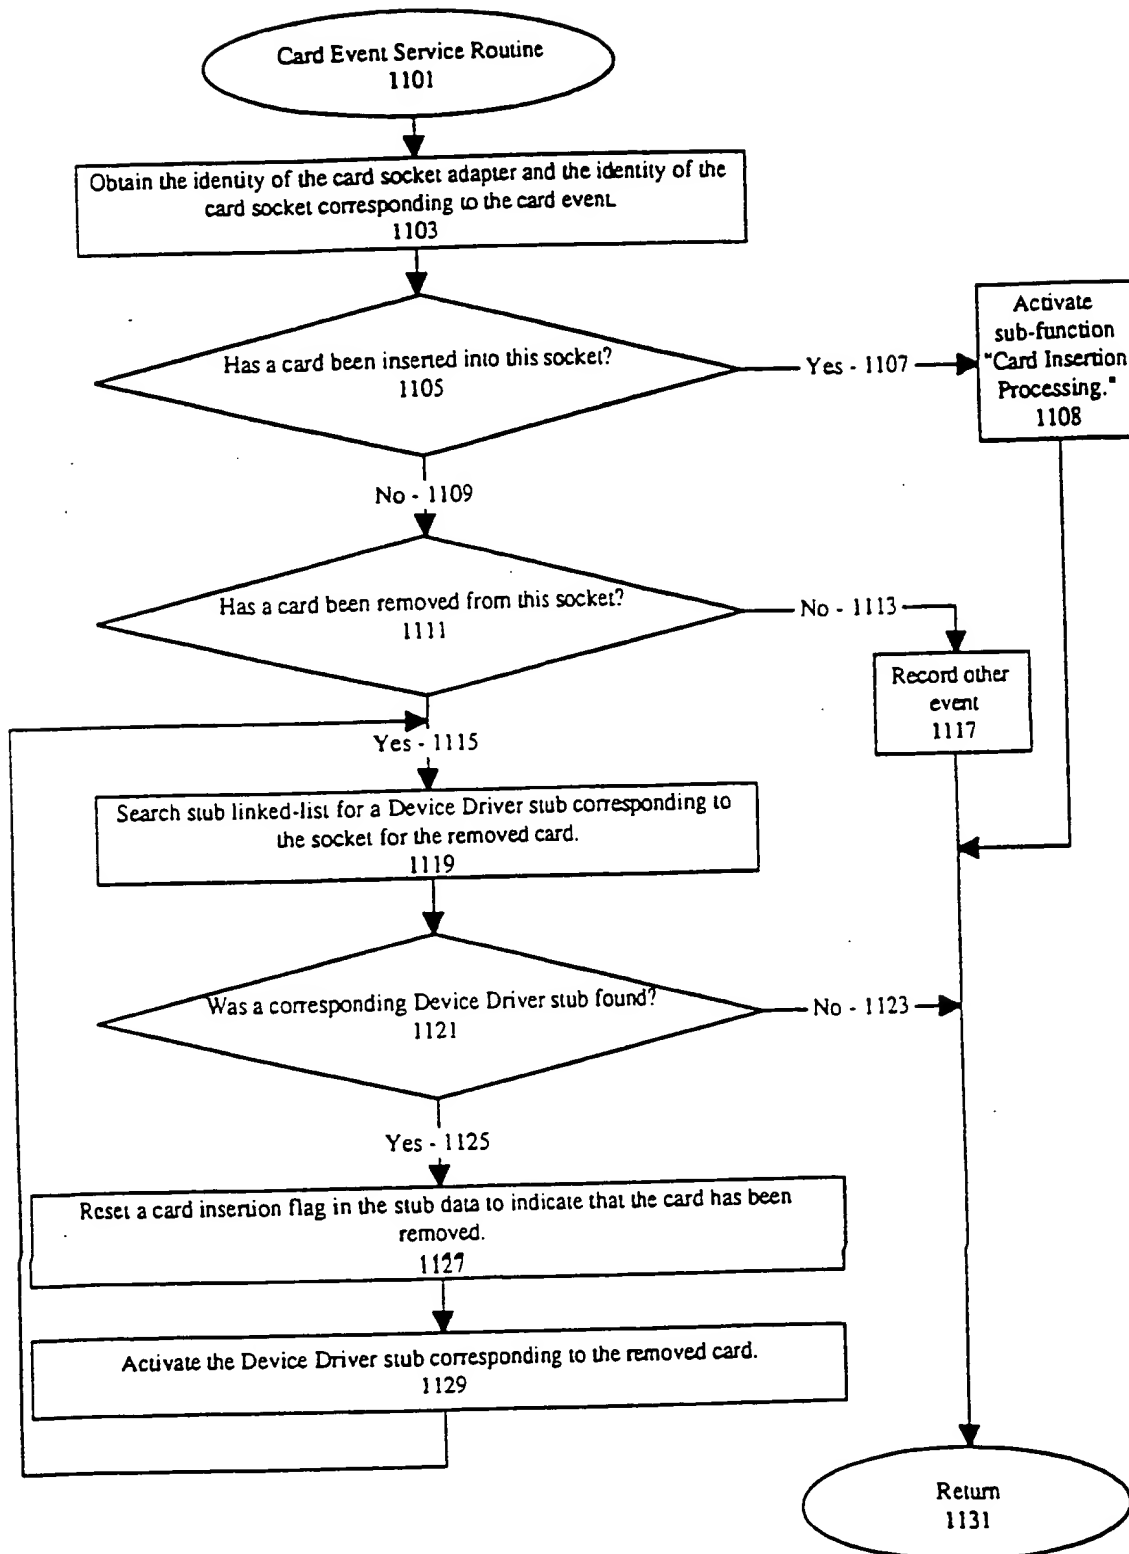 Card Event Service Routine
1101
Obtain the identity of the card socket adapter and the identity of the
card socket corresponding to the card event.
1103
Has a card been inserted into this socket?
1105
Yes - 1107
Activate
sub-function
"Card Insertion
Processing."
1108
No - 1109
Has a card been removed from this socket?
1111
No - 1113
Record other
event
1117
Yes - 1115
Search stub linked-list for a Device Driver stub corresponding to
the socket for the removed card.
1119
Was a corresponding Device Driver stub found?
1121
No - 1123
Yes - 1125
Reset a card insertion flag in the stub data to indicate that the card has been
removed.
1127
Activate the Device Driver stub corresponding to the removed card.
1129
Return
1131